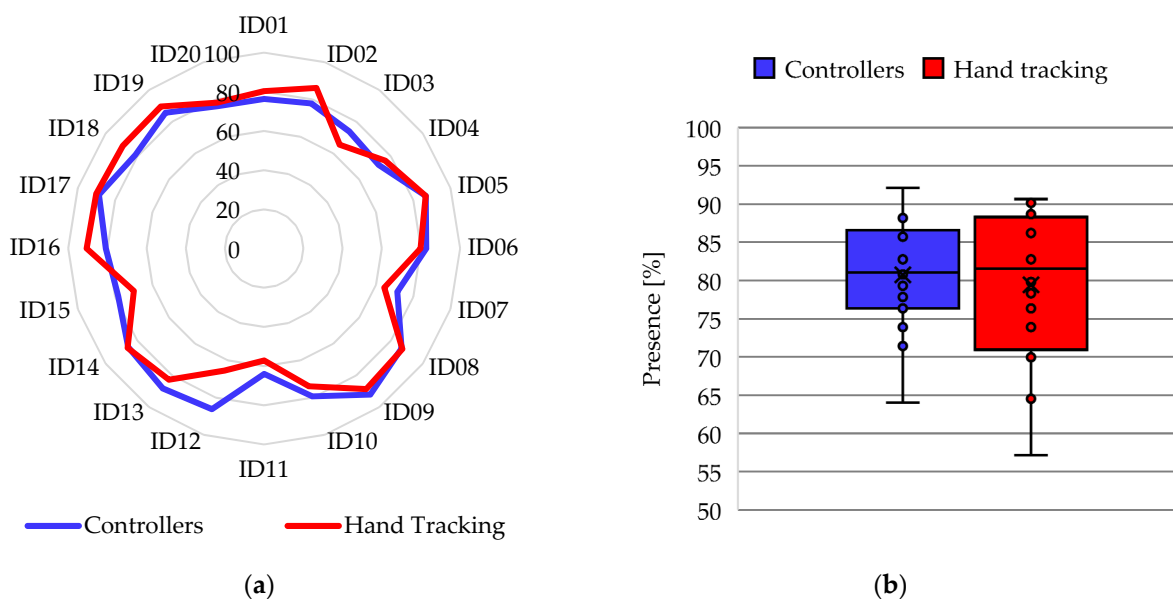 ID01
ID02
ID03
ID04
ID05
ID06
ID07
ID08
ID09
ID10
ID11
ID12
ID13
ID14
ID15
ID16
ID17
ID18
ID19
ID20
100
80
60
40
20
0
Controllers
Hand Tracking
(a)
Controllers
Hand tracking
Presence [%]
100
95
90
85
80
75
70
65
60
55
50
(b)